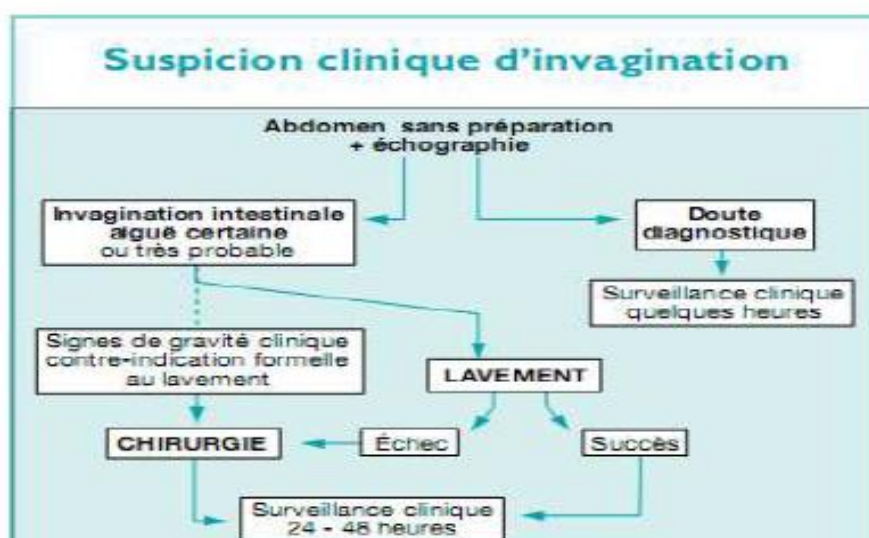 Suspicion clinique d'invagination
Abdomen sans préparation
+ échographie
Invagination intestinale
aiguë certaine
ou très probable
Doute
diagnostique
Surveillance clinique
quelques heures
Signes de gravité clinique
contre-indication formelle
au lavement
LAVEMENT
CHIRURGIE
Échec
Succès
Surveillance clinique
24 - 48 heures